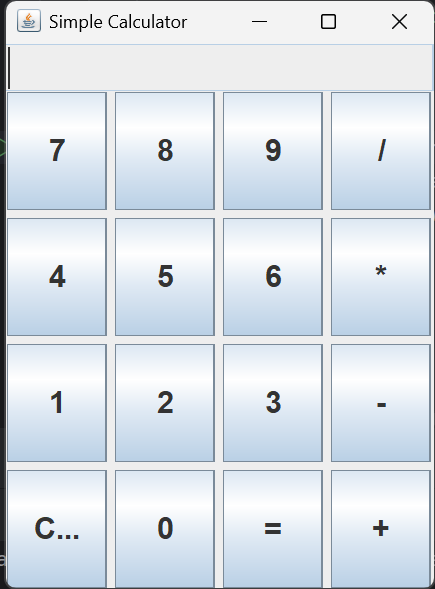 Simple Calculator
7 8 9 /
4 5 6 *
1 2 3 -
C... 0 = +